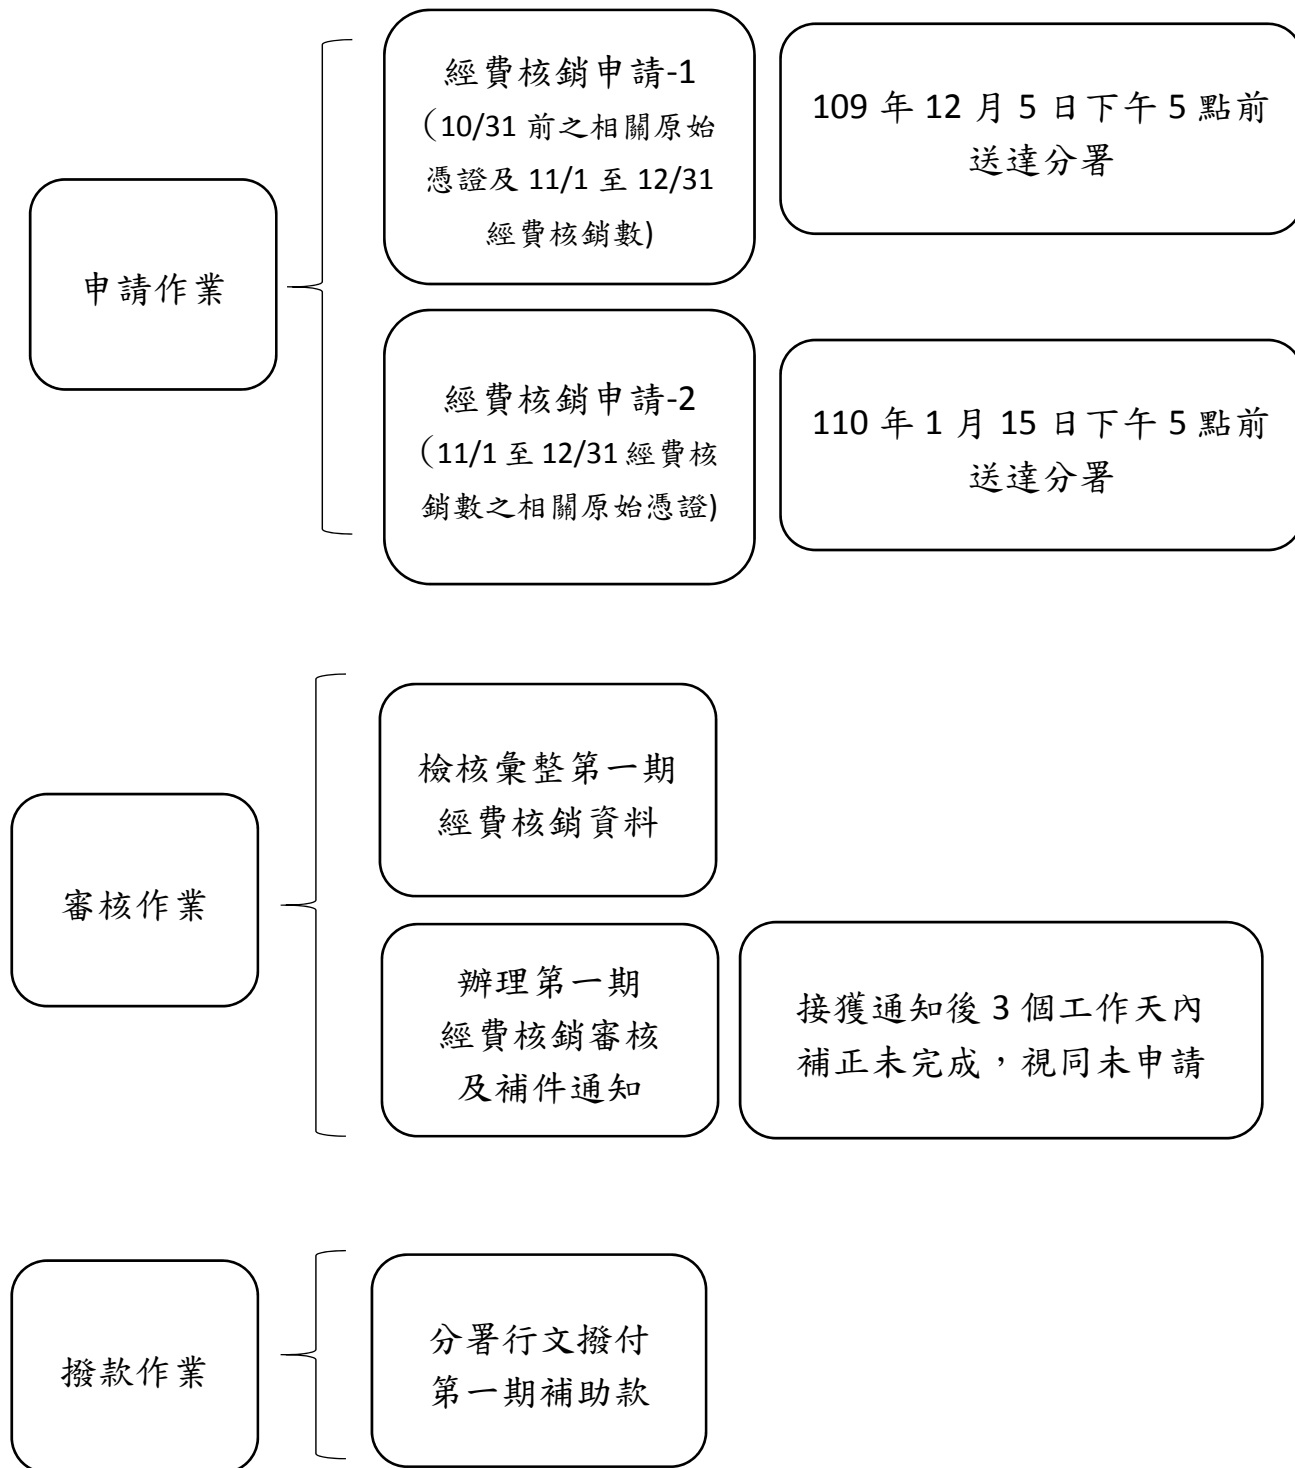 申請作業
經費核銷申請-1
（10/31 前之相關原始
憑證及 11/1 至 12/31
經費核銷數)
109 年 12 月 5 日下午 5 點前
送達分署
經費核銷申請-2
（11/1 至 12/31 經費核
銷數之相關原始憑證)
110 年 1 月 15 日下午 5 點前
送達分署
審核作業
檢核彙整第一期
經費核銷資料
辦理第一期
經費核銷審核
及補件通知
接獲通知後 3 個工作天內
補正未完成，視同未申請
撥款作業
分署行文撥付
第一期補助款